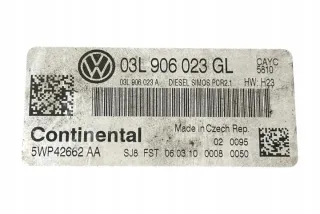 03L 906 023 GL CAYC
5810
03L 906 023 A DIESEL SIMOS PCR2.1 HW H23
Continental
Made in Czech Rep.
02 0095
5WP42662 AA SJ8 FST 06.03.10 0008 0050